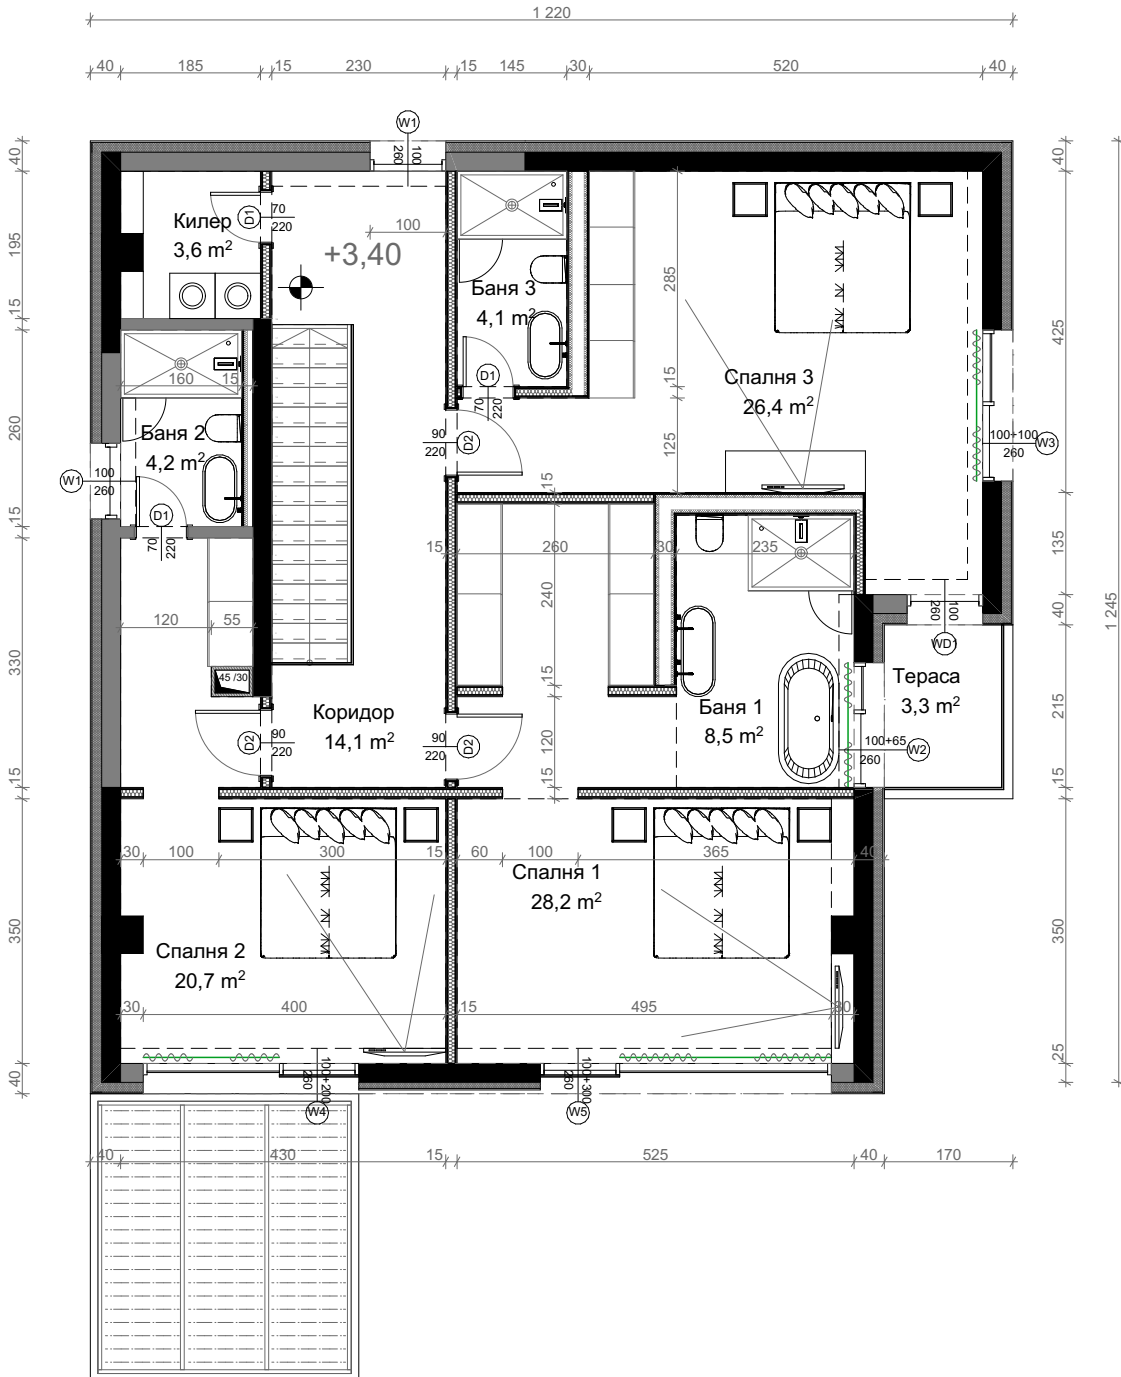 1 220
40 185 15 230 15 145 30 520 40
W1
100
260
40
195
15
260
15
330
15
350
40
Килер
3,6 m²
D1
70
220
100
+3,40
Баня 3
4,1 m²
D1
70
220
285
15
125
15
Спалня 3
26,4 m²
100+100
260
W3
40
425
135
40
215
15
350
25
1 245
160 15
Баня 2
4,2 m²
W1
100
260
D1
70
220
90
220
D2
15 260 30 235
240
15
120
15
120 55
45 /30
100
260
WD1
Тераса
3,3 m²
Коридор
14,1 m²
D2
90
220
90
220
D2
Баня 1
8,5 m²
100+65
260
W2
30 100 300 15 60 100 365 40
Спалня 1
28,2 m²
Спалня 2
20,7 m²
30 400 15 495 30
100+200
260
W4
100+300
260
W5
40 430 15 525 40 170